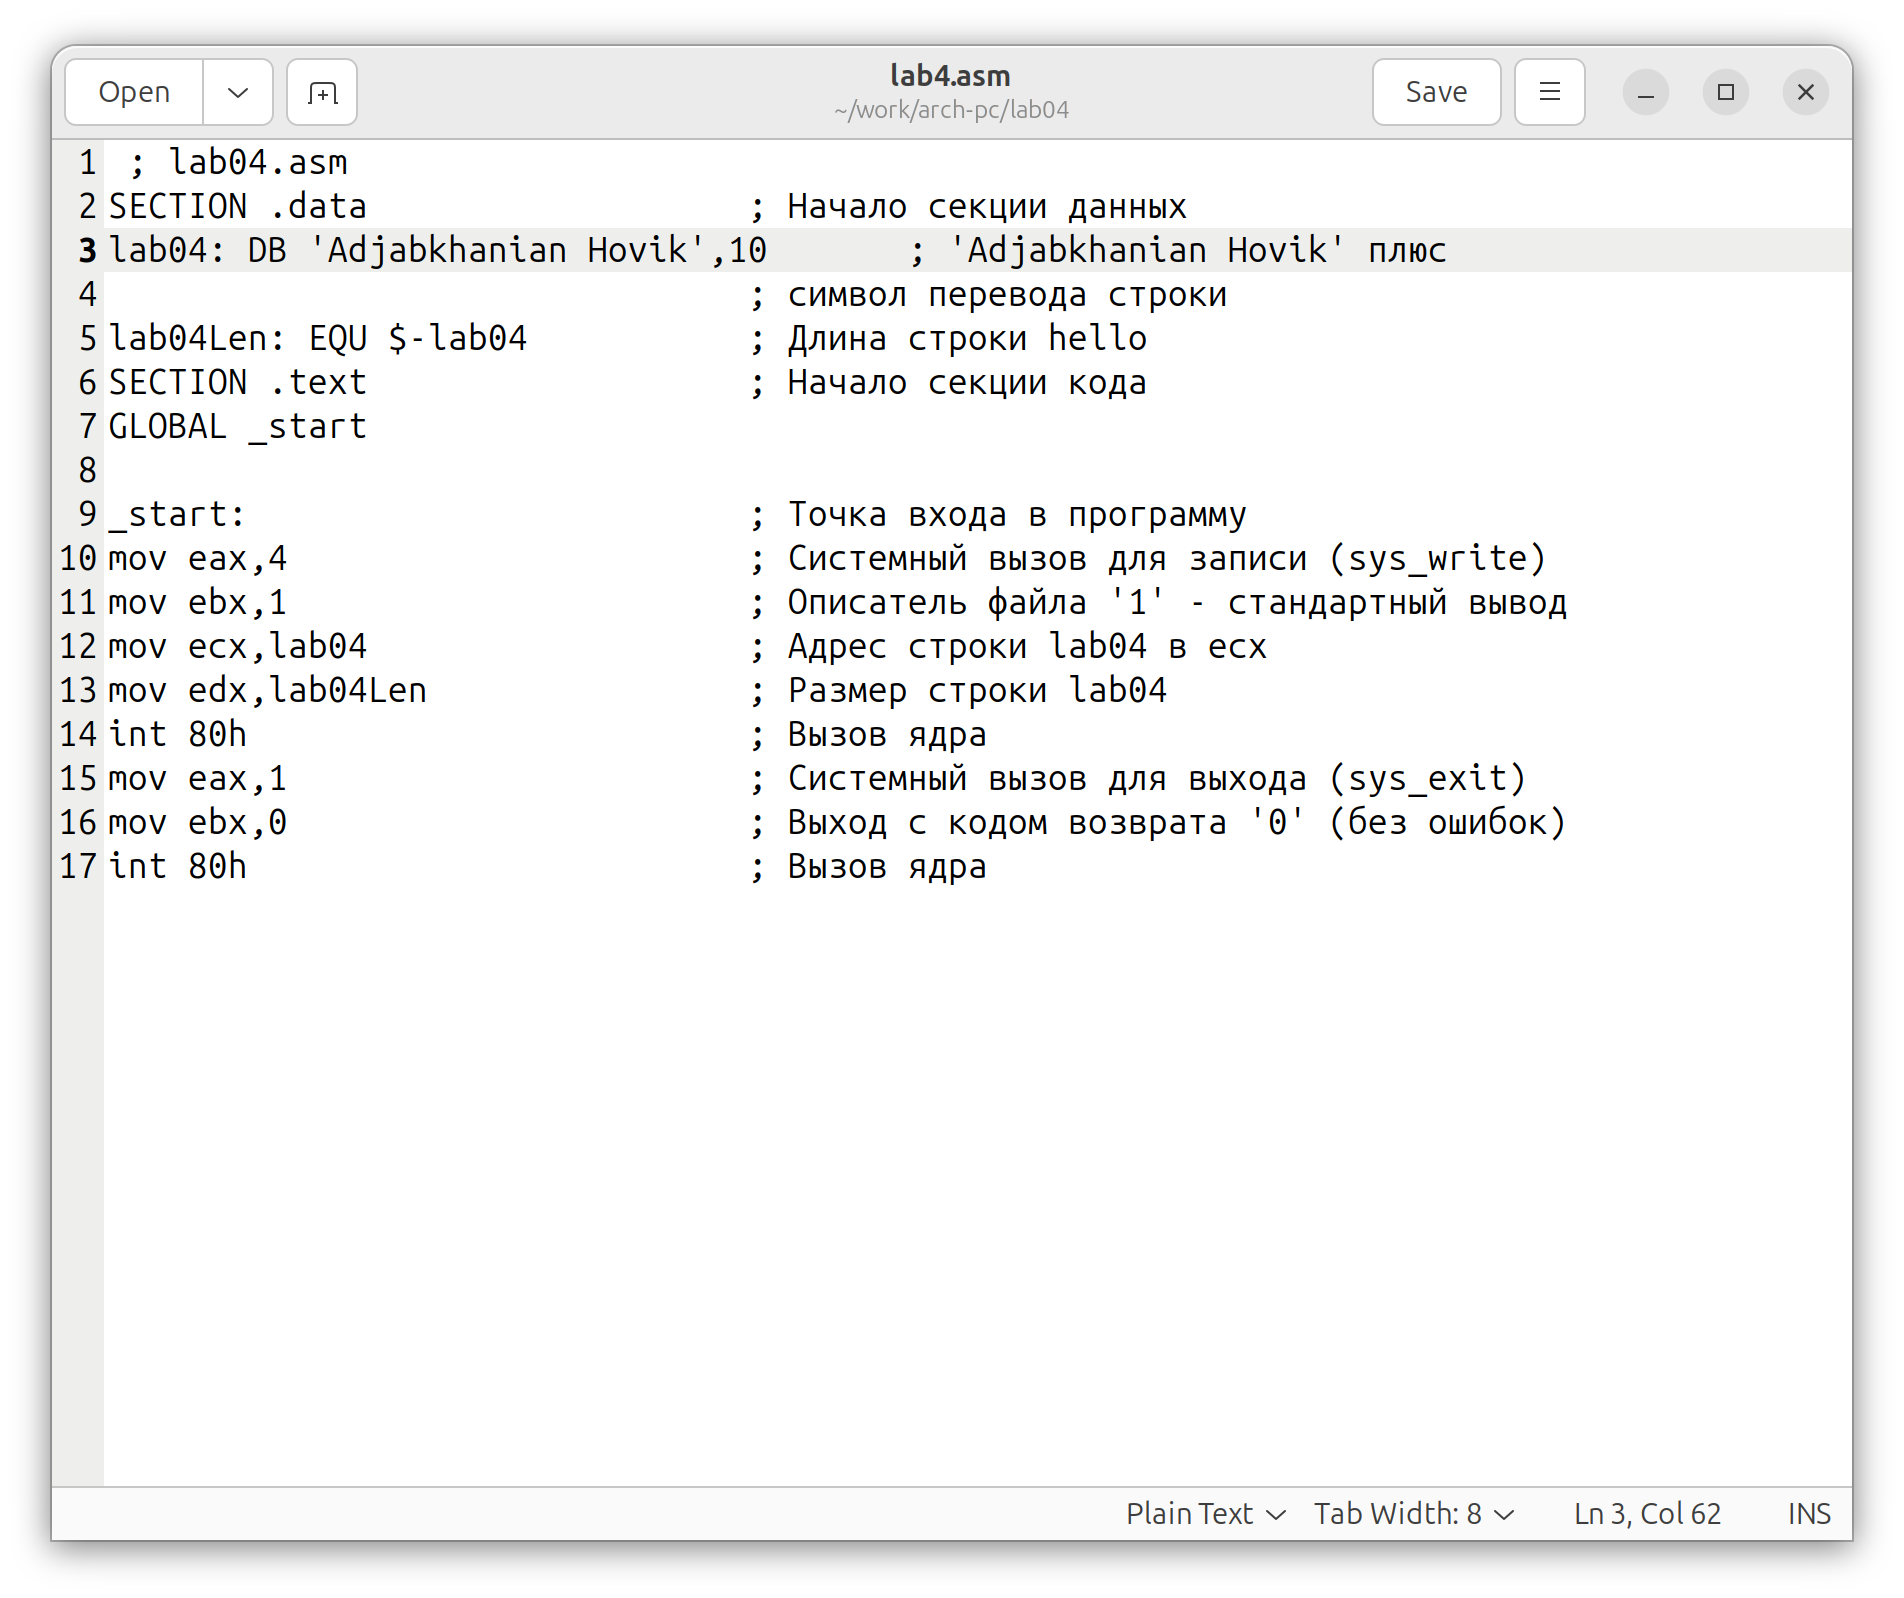 Open
lab4.asm
~/work/arch-pc/lab04
Save
1 ; lab04.asm
2 SECTION .data ; Начало секции данных
3 lab04: DB 'Adjabkhanian Hovik',10 ; 'Adjabkhanian Hovik' плюс
4 ; символ перевода строки
5 lab04Len: EQU $-lab04 ; Длина строки hello
6 SECTION .text ; Начало секции кода
7 GLOBAL _start
8
9 _start: ; Точка входа в программу
10 mov eax,4 ; Системный вызов для записи (sys_write)
11 mov ebx,1 ; Описатель файла '1' - стандартный вывод
12 mov ecx,lab04 ; Адрес строки lab04 в ecx
13 mov edx,lab04Len ; Размер строки lab04
14 int 80h ; Вызов ядра
15 mov eax,1 ; Системный вызов для выхода (sys_exit)
16 mov ebx,0 ; Выход с кодом возврата '0' (без ошибок)
17 int 80h ; Вызов ядра
Plain Text Tab Width: 8 Ln 3, Col 62 INS